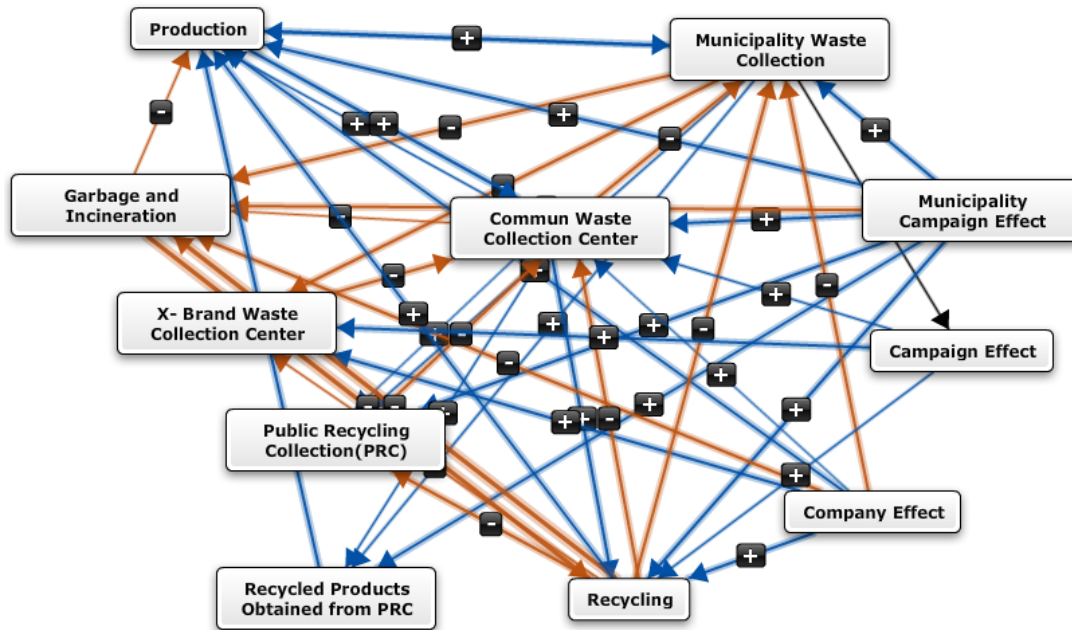 Production
Municipality Waste
Collection
Garbage and
Incineration
Commun Waste
Collection Center
Municipality
Campaign Effect
X- Brand Waste
Collection Center
Campaign Effect
Public Recycling
Collection(PRC)
Company Effect
Recycled Products
Obtained from PRC
Recycling